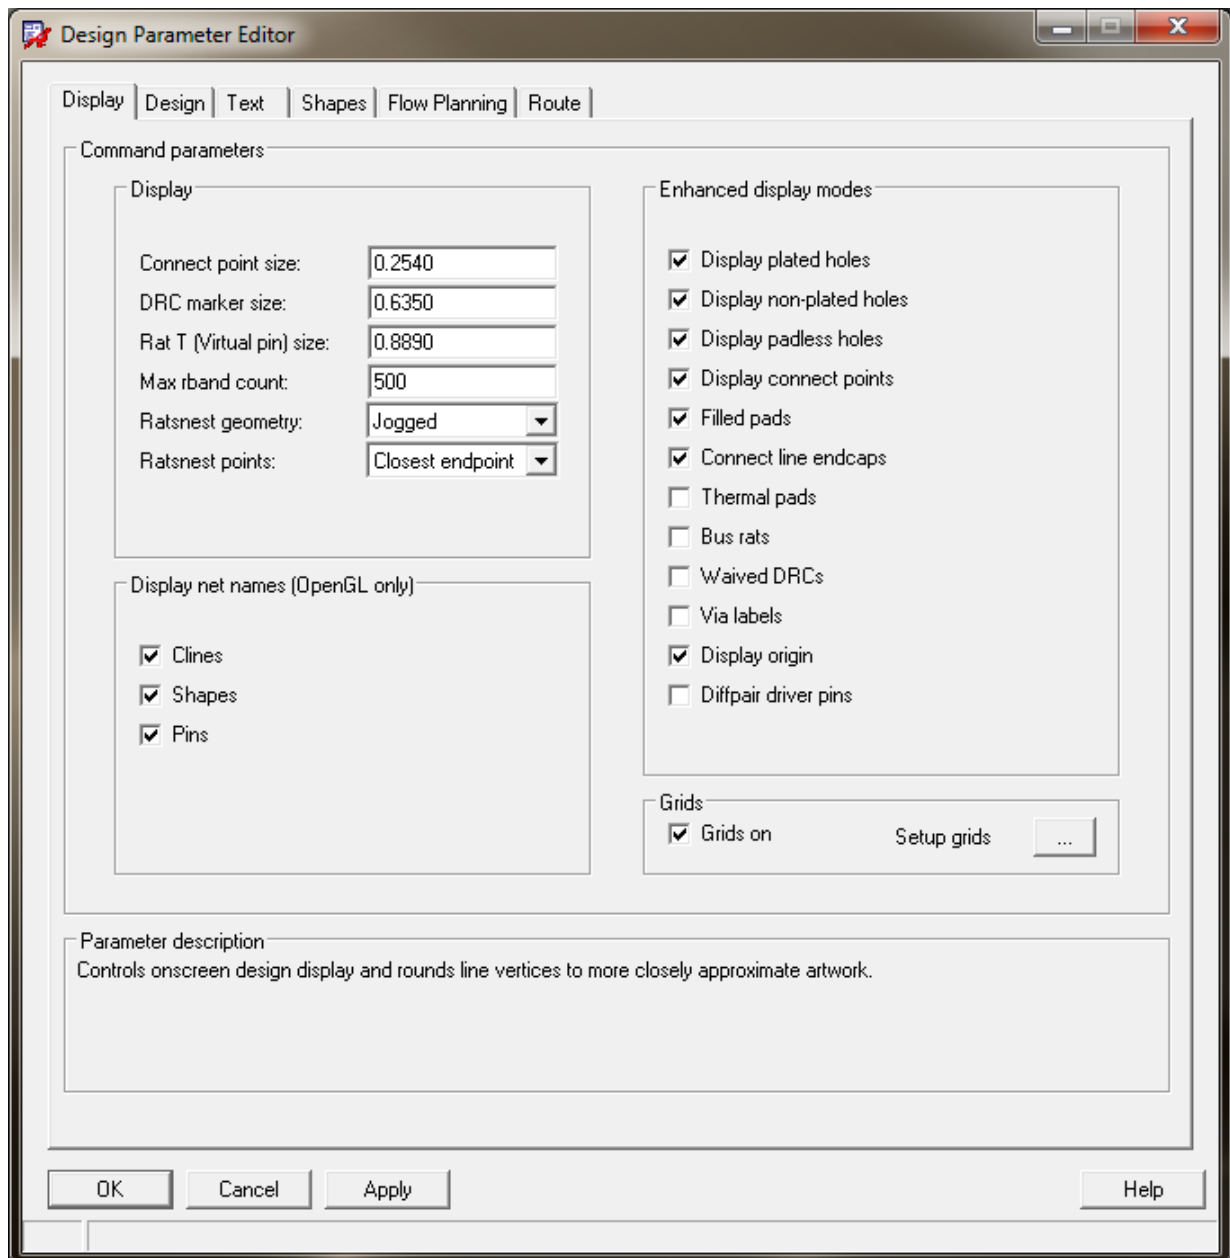 Design Parameter Editor
Display Design Text Shapes Flow Planning Route
Command parameters
Display
Connect point size: 0.2540
DRC marker size: 0.6350
Rat T (Virtual pin) size: 0.8890
Max rband count: 500
Ratsnest geometry: Jogged
Ratsnest points: Closest endpoint
Display net names (OpenGL only)
Clines
Shapes
Pins
Enhanced display modes
Display plated holes
Display non-plated holes
Display padless holes
Display connect points
Filled pads
Connect line endcaps
Thermal pads
Bus rats
Waived DRCs
Via labels
Display origin
Diffpair driver pins
Grids
Grids on Setup grids ...
Parameter description
Controls onscreen design display and rounds line vertices to more closely approximate artwork.
OK Cancel Apply Help